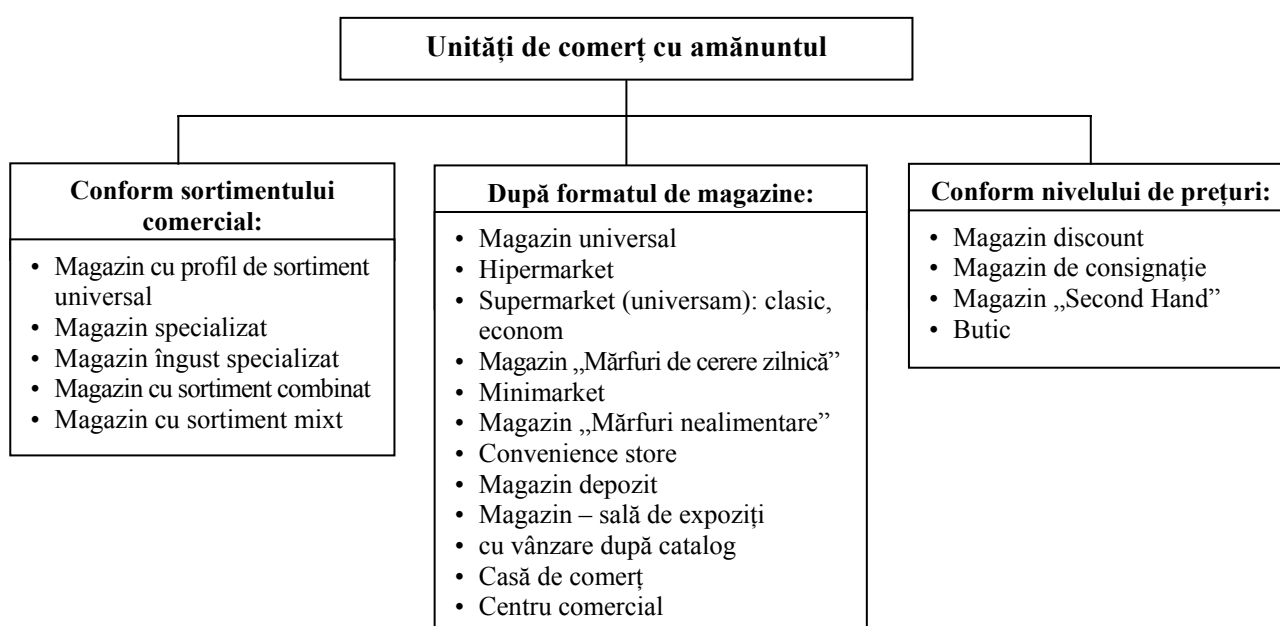 Unități de comerț cu amănuntul
Conform sortimentului
comercial:
• Magazin cu profil de sortiment
universal
• Magazin specializat
• Magazin îngust specializat
• Magazin cu sortiment combinat
• Magazin cu sortiment mixt
După formatul de magazine:
• Magazin universal
• Hipermarket
• Supermarket (universam): clasic,
econom
• Magazin „Mărfuri de cerere zilnică”
• Minimarket
• Magazin „Mărfuri nealimentare”
• Convenience store
• Magazin depozit
• Magazin – sală de expoziți
• cu vânzare după catalog
• Casă de comerț
• Centru comercial
Conform nivelului de prețuri:
• Magazin discount
• Magazin de consignație
• Magazin „Second Hand”
• Butic